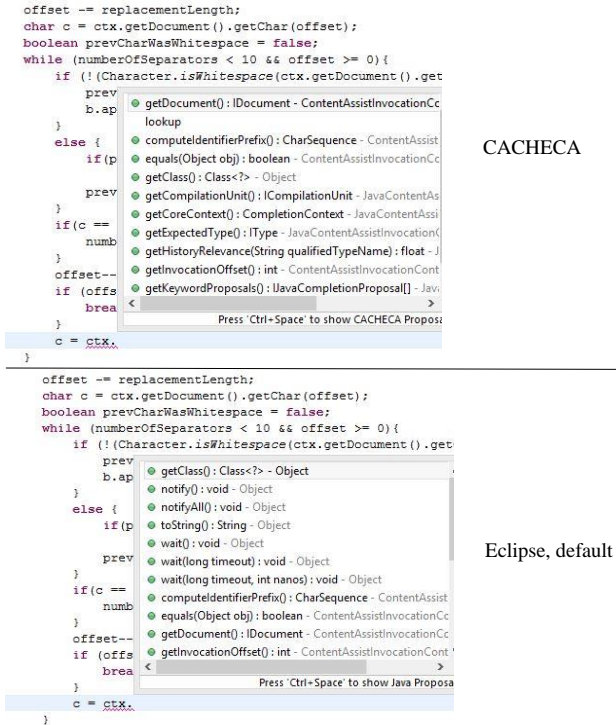 offset -= replacementLength;
char c = ctx.getDocument().getChar(offset);
boolean prevCharWasWhitespace = false;
while (numberOfSeparators < 10 && offset >= 0){
if (!(Character.isWhitespace(ctx.getDocument().get
prev
b.ap
}
else {
if(p
prev
}
if(c ==
numb
}
offset--
if (offs
brea
}
c = ctx.
}
getDocument() : IDocument - ContentAssistInvocationCc
lookup
computeIdentifierPrefix() : CharSequence - ContentAssist
equals(Object obj) : boolean - ContentAssistInvocationCc
getClass() : Class<?> - Object
getCompilationUnit() : ICompilationUnit - JavaContentAs
getCoreContext() : CompletionContext - JavaContentAssi
getExpectedType() : IType - JavaContentAssistInvocation(
getHistoryRelevance(String qualifiedTypeName) : float - J
getInvocationOffset() : int - ContentAssistInvocationCont
getKeywordProposals() : IJavaCompletionProposal[] - Java
Press 'Ctrl+Space' to show CACHECA Proposa
CACHECA
offset -= replacementLength;
char c = ctx.getDocument().getChar(offset);
boolean prevCharWasWhitespace = false;
while (numberOfSeparators < 10 && offset >= 0){
if (!(Character.isWhitespace(ctx.getDocument().get
prev
b.ap
}
else {
if(p
prev
}
if(c ==
numb
}
offset--
if (offs
brea
}
c = ctx.
}
getClass() : Class<?> - Object
notify() : void - Object
notifyAll() : void - Object
toString() : String - Object
wait() : void - Object
wait(long timeout) : void - Object
wait(long timeout, int nanos) : void - Object
computeIdentifierPrefix() : CharSequence - ContentAssist
equals(Object obj) : boolean - ContentAssistInvocationCc
getDocument() : IDocument - ContentAssistInvocationCc
getInvocationOffset() : int - ContentAssistInvocationCont
Press 'Ctrl+Space' to show Java Proposa
Eclipse, default